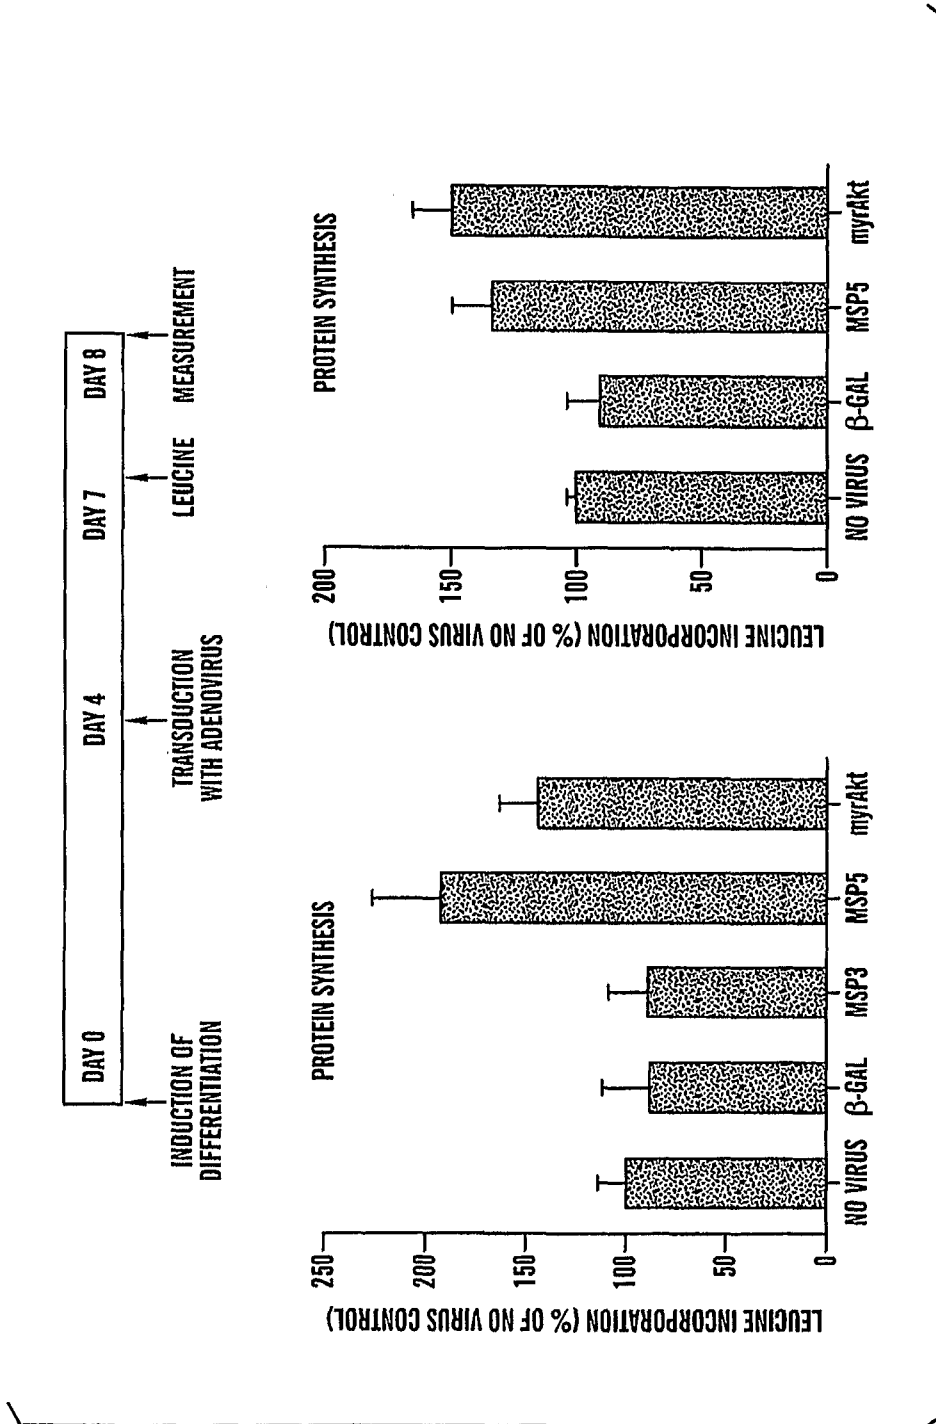 DAY 0 DAY 4 DAY 7 DAY 8
INDUCTION OF
DIFFERENTIATION
TRANSDUCTION
WITH ADENOVIRUS
LEUCINE
MEASUREMENT
PROTEIN SYNTHESIS
LEUCINE INCORPORATION (% OF NO VIRUS CONTROL)
250
200
150
100
50
0
NO VIRUS β-GAL MSP3 MSP5 myrAkt
PROTEIN SYNTHESIS
LEUCINE INCORPORATION (% OF NO VIRUS CONTROL)
200
150
100
50
0
NO VIRUS β-GAL MSP5 myrAkt